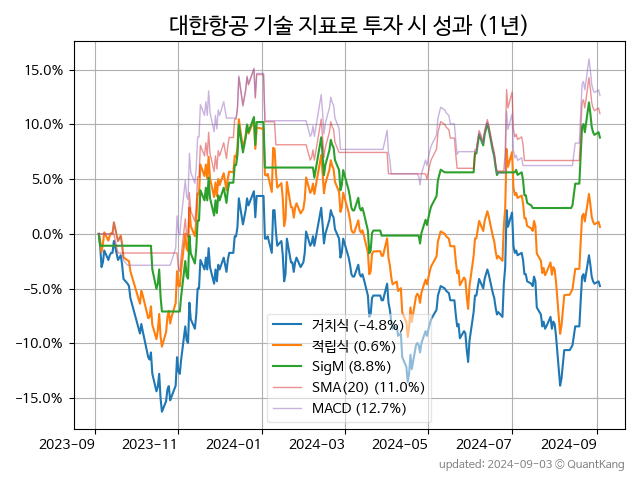 대한항공 기술 지표로 투자 시 성과 (1년)
15.0%
10.0%
5.0%
0.0%
−5.0%
−10.0%
−15.0%
거치식 (−4.8%)
적립식 (0.6%)
SigM (8.8%)
SMA(20) (11.0%)
MACD (12.7%)
2023-09 2023-11 2024-01 2024-03 2024-05 2024-07 2024-09
updated: 2024-09-03 ⓒ QuantKang